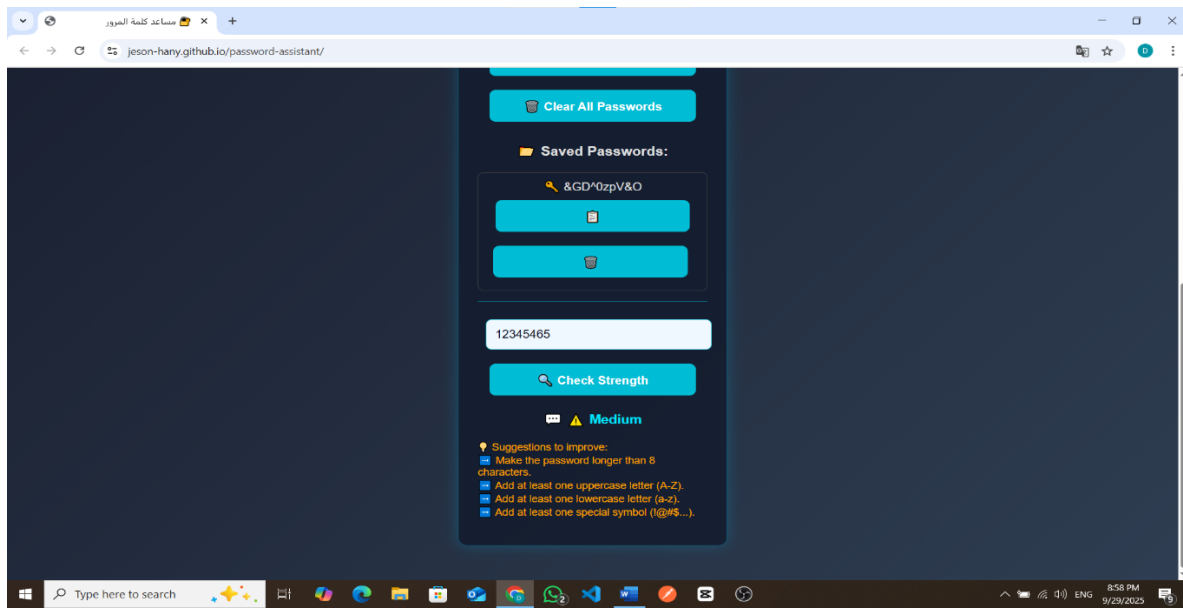 مساعد كلمة المرور
jeson-hany.github.io/password-assistant/
D
Clear All Passwords
Saved Passwords:
&GD^0zpV&O
12345465
Check Strength
Medium
Suggestions to improve:
Make the password longer than 8
characters.
Add at least one uppercase letter (A-Z).
Add at least one lowercase letter (a-z).
Add at least one special symbol (!@#$...).
Type here to search
2
ENG
8:58 PM
9/29/2025
9